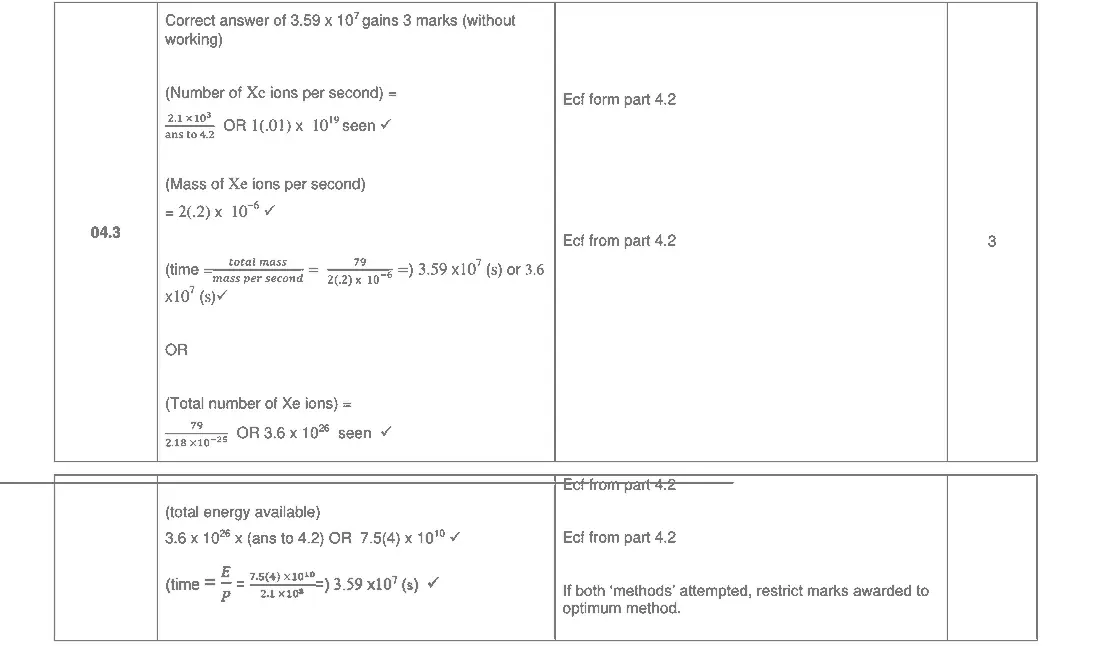 Correct answer of 3.59 x 10⁷ gains 3 marks (without
working)
(Number of Xe ions per second) =
2.1 ×10³ / ans to 4.2 OR 1(.01) x 10¹⁹ seen ✓
Ecf form part 4.2
(Mass of Xe ions per second)
= 2(.2) x 10⁻⁶ ✓
04.3
Ecf from part 4.2
3
(time = total mass / mass per second = 79 / 2(.2) x 10⁻⁶ =) 3.59 x10⁷ (s) or 3.6
x10⁷ (s)✓
OR
(Total number of Xe ions) =
79 / 2.18 ×10⁻²⁵ OR 3.6 x 10²⁶ seen ✓
Ecf from part 4.2
(total energy available)
3.6 x 10²⁶ x (ans to 4.2) OR 7.5(4) x 10¹⁰ ✓
Ecf from part 4.2
(time = E / P = 7.5(4) ×10¹⁰ / 2.1 ×10³ =) 3.59 x10⁷ (s) ✓
If both 'methods' attempted, restrict marks awarded to
optimum method.